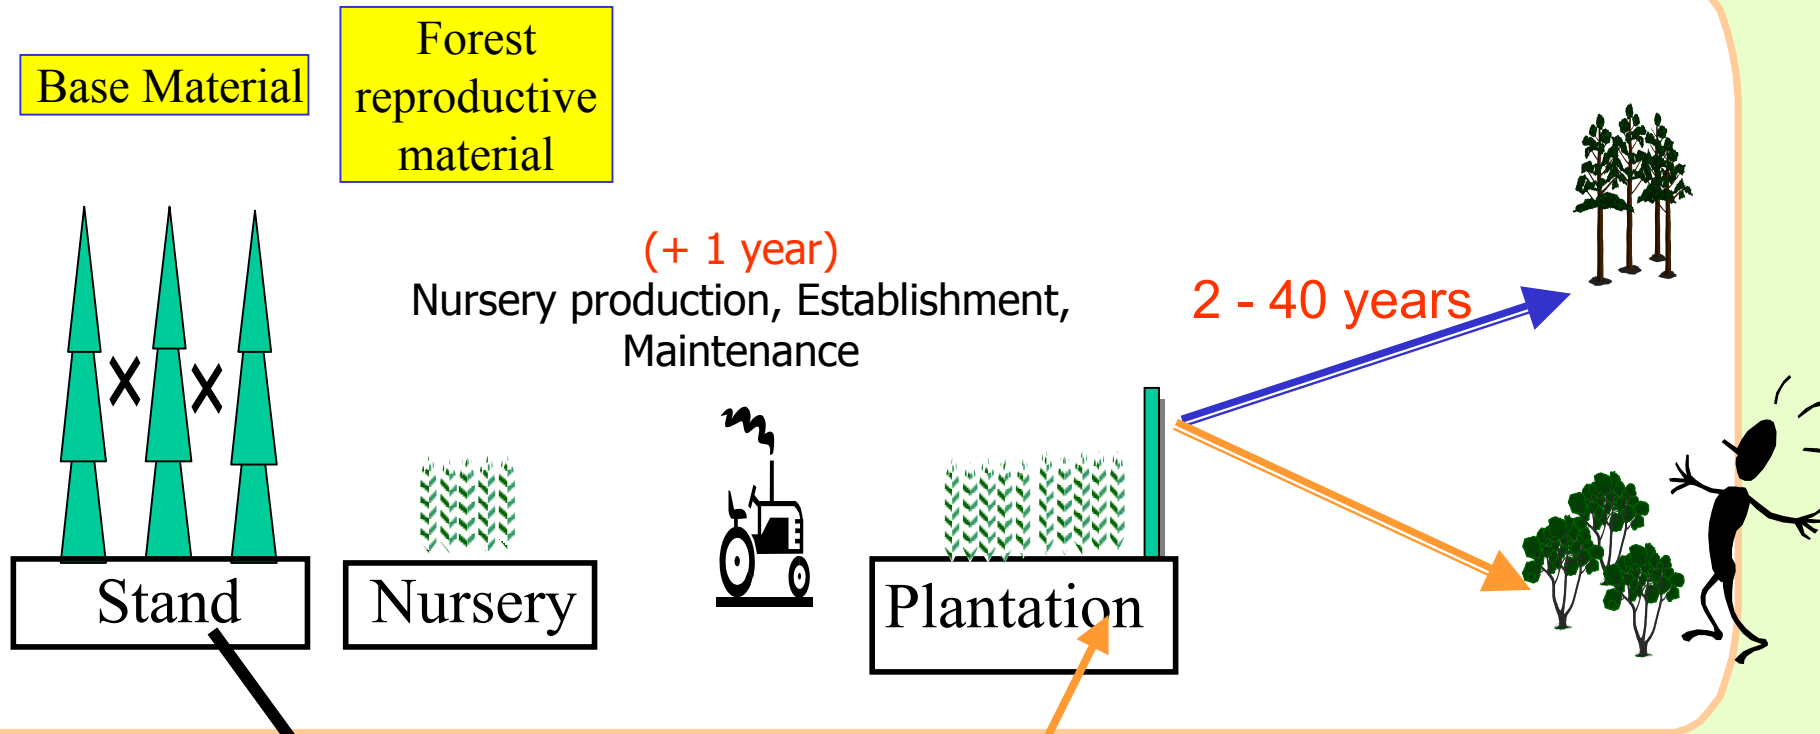 Base Material
Forest
reproductive
material
(+ 1 year)
Nursery production, Establishment,
Maintenance
2 - 40 years
X X
Stand
Nursery
Plantation